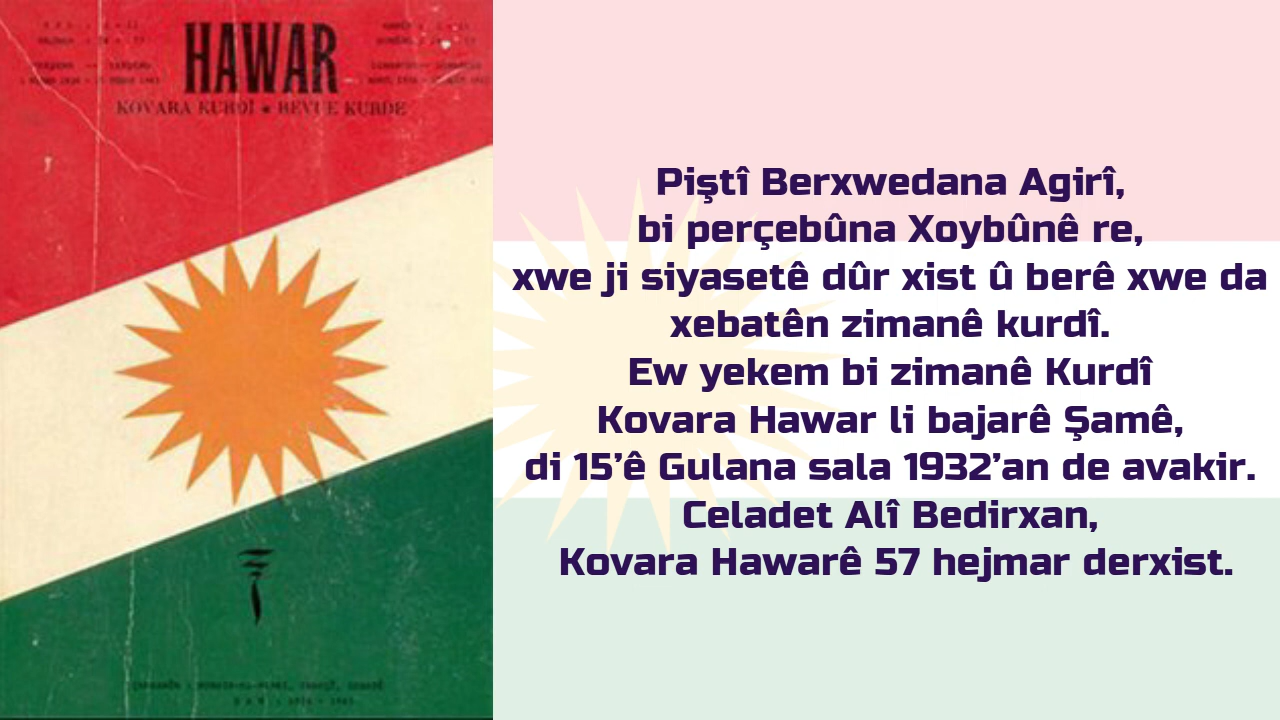 HAWAR
KOVARA KURDÎ ★ REVUE KURDE
Piştî Berxwedana Agirî,
bi perçebûna Xoybûnê re,
xwe ji siyasetê dûr xist û berê xwe da
xebatên zimanê kurdî.
Ew yekem bi zimanê Kurdî
Kovara Hawar li bajarê Şamê,
di 15’ê Gulana sala 1932’an de avakir.
Celadet Alî Bedirxan,
Kovara Hawarê 57 hejmar derxist.